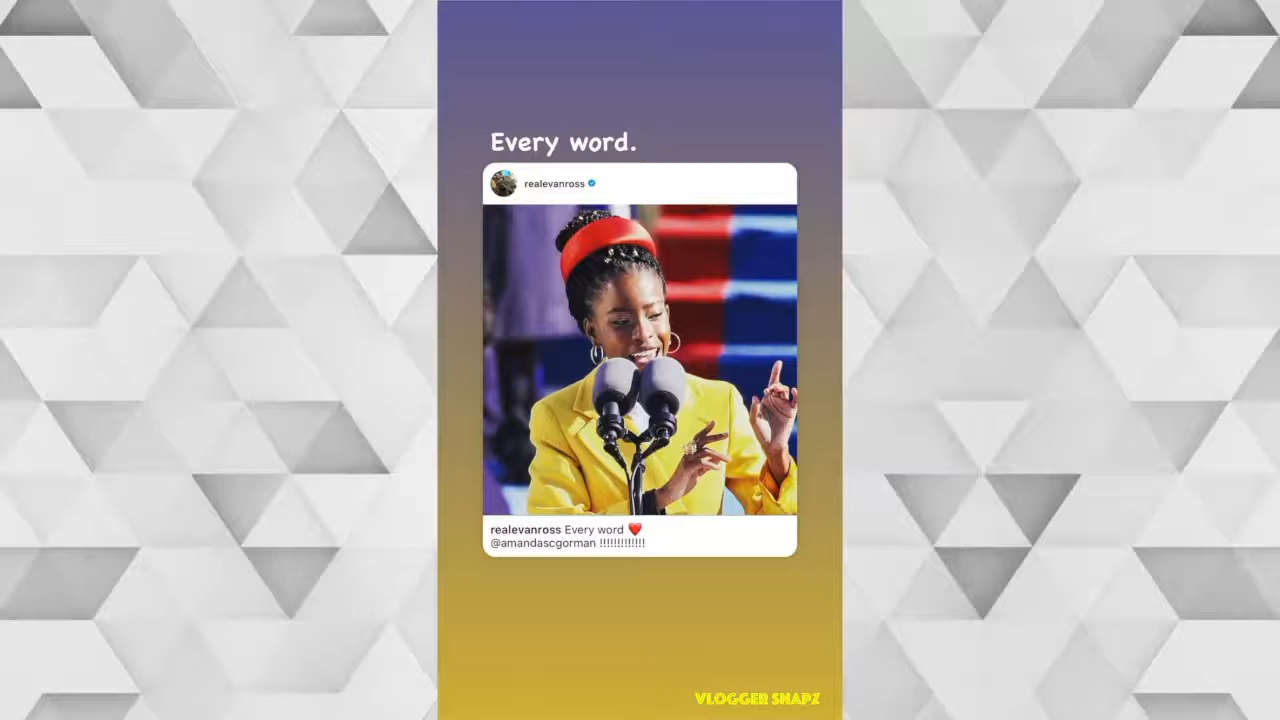 Every word.
realevanross
realevanross Every word ❤️
@amandascgorman !!!!!!!!!!!!!
VLOGGER SNAPZ